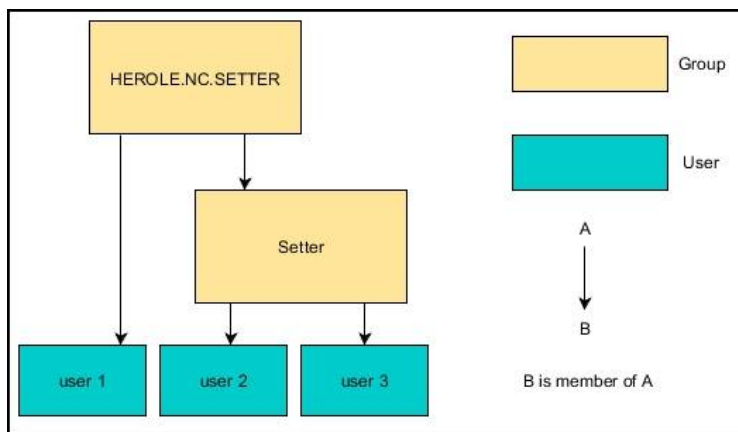 HEROLE.NC.SETTER
Group
User
A
Setter
B
user 1
user 2
user 3
B is member of A